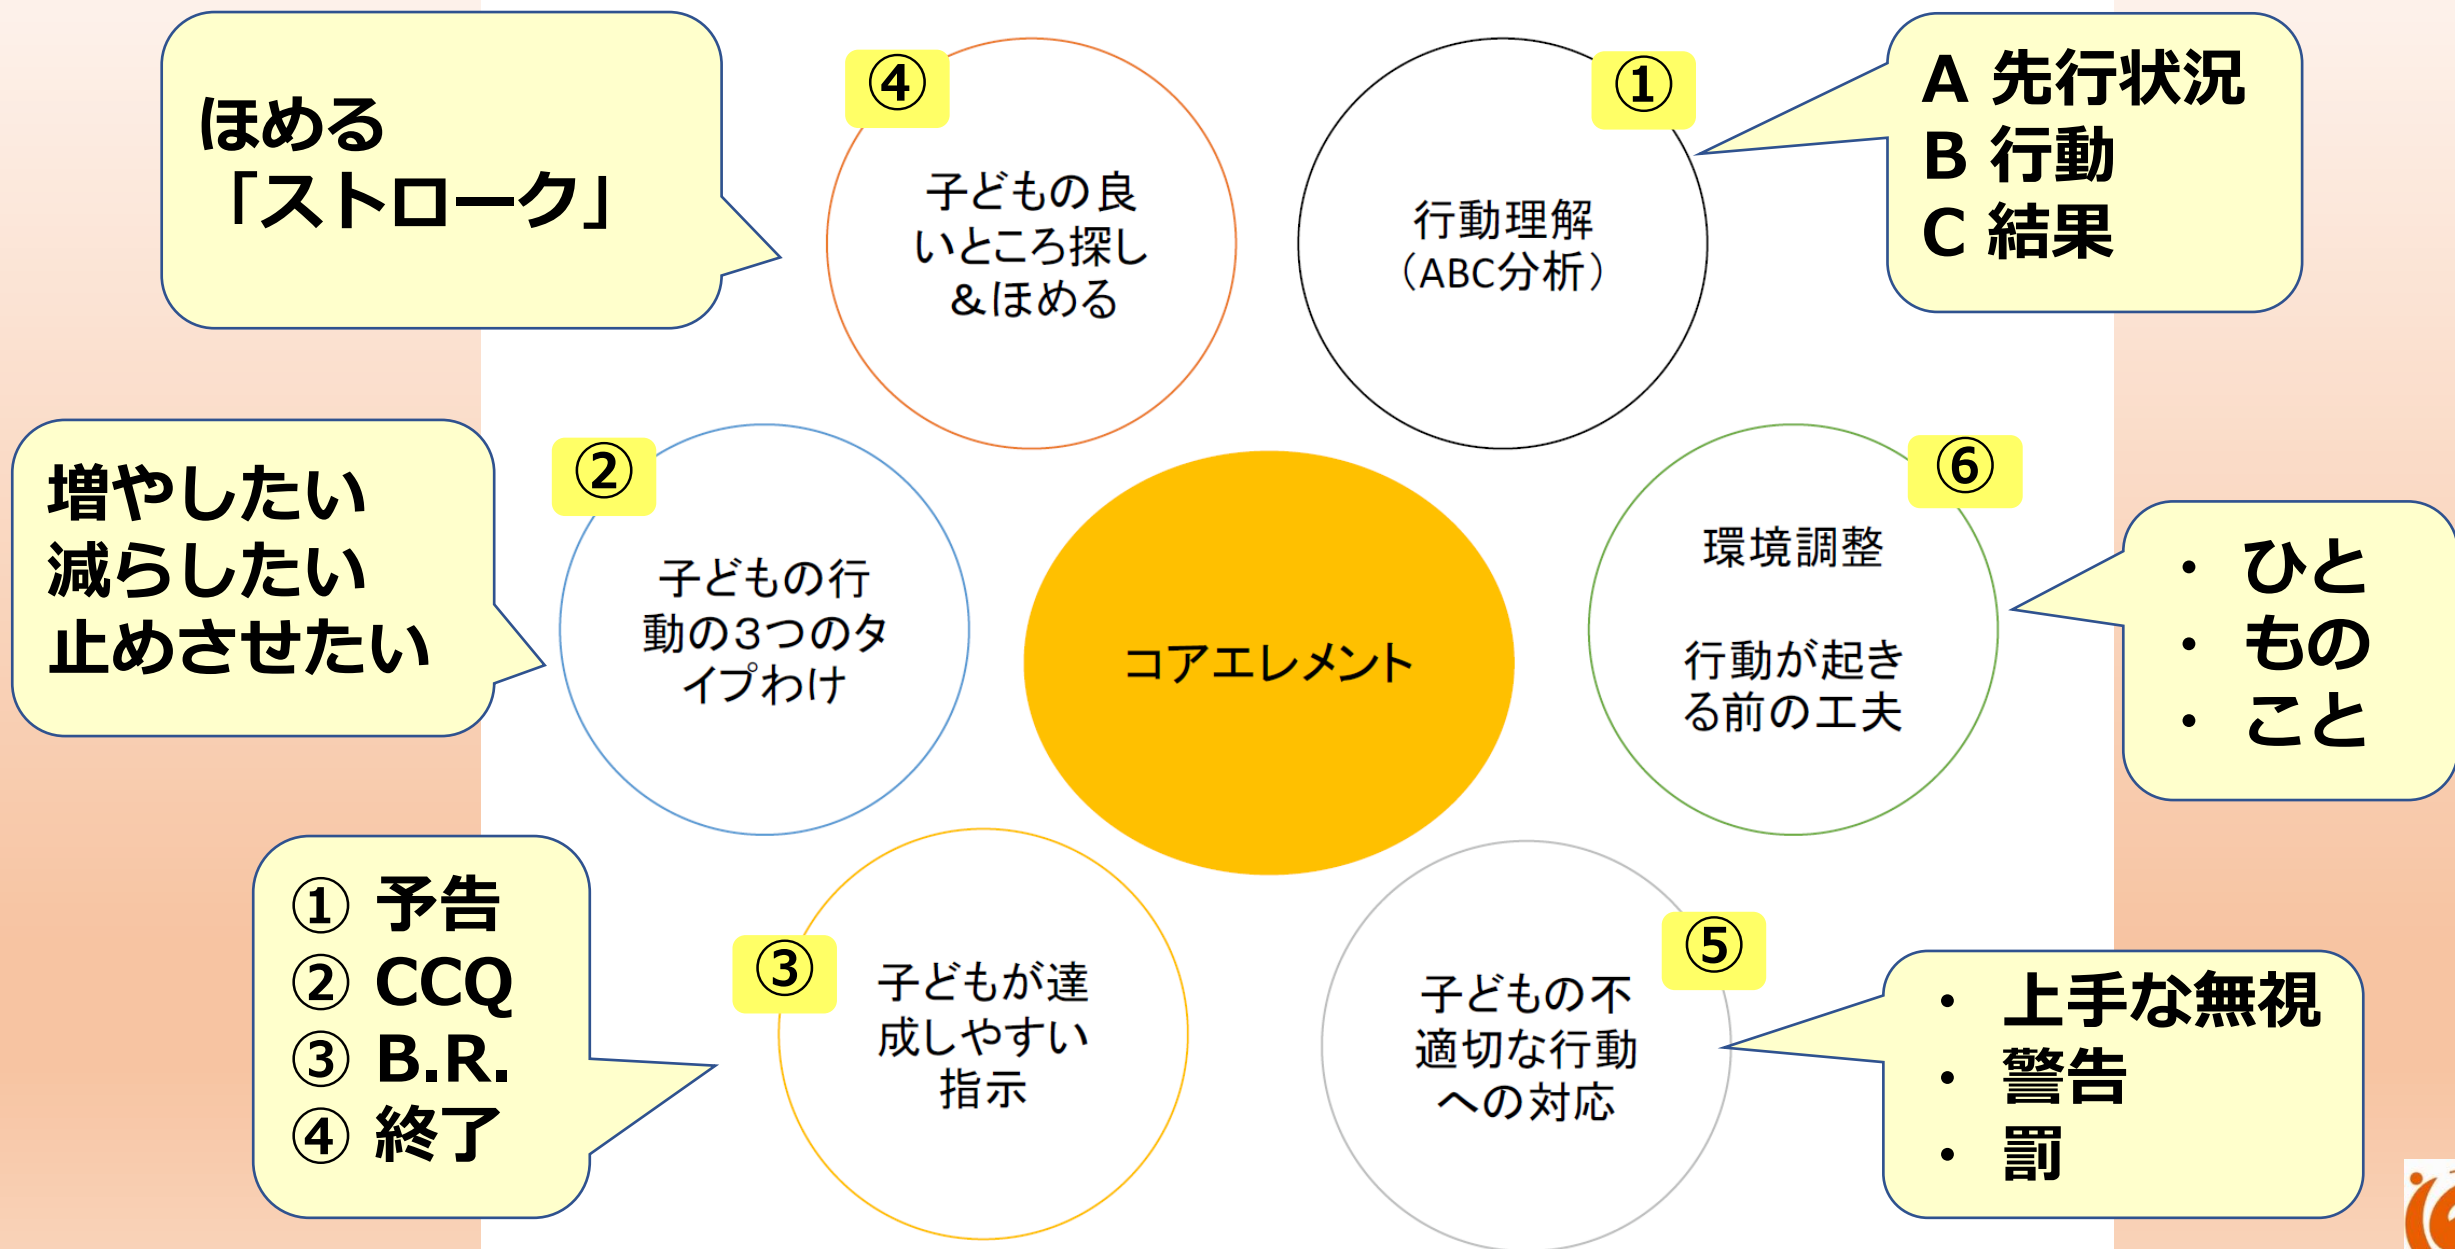 ほめる
「ストローク」
④
子どもの良
いところ探し
&ほめる
①
行動理解
（ABC分析）
A 先行状況
B 行動
C 結果
増やしたい
減らしたい
止めさせたい
②
子どもの行
動の３つのタ
イプわけ
コアエレメント
⑥
環境調整
行動が起き
る前の工夫
・ ひと
・ もの
・ こと
① 予告
② CCQ
③ B.R.
④ 終了
③
子どもが達
成しやすい
指示
⑤
子どもの不
適切な行動
への対応
・ 上手な無視
・ 警告
・ 罰